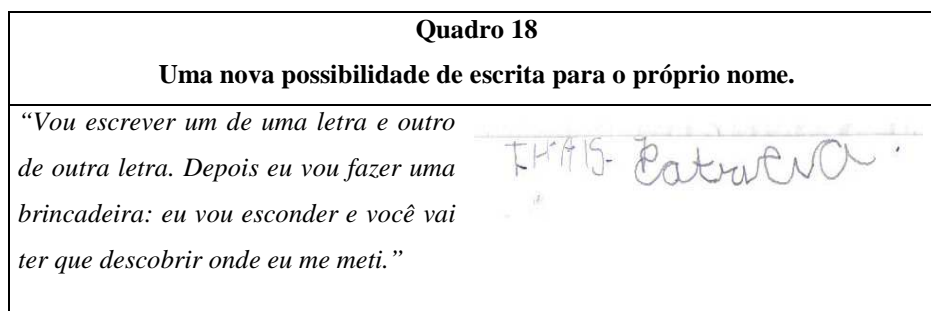 Quadro 18
Uma nova possibilidade de escrita para o próprio nome.
“Vou escrever um de uma letra e outro
de outra letra. Depois eu vou fazer uma
brincadeira: eu vou esconder e você vai
ter que descobrir onde eu me meti.”
THAIS-